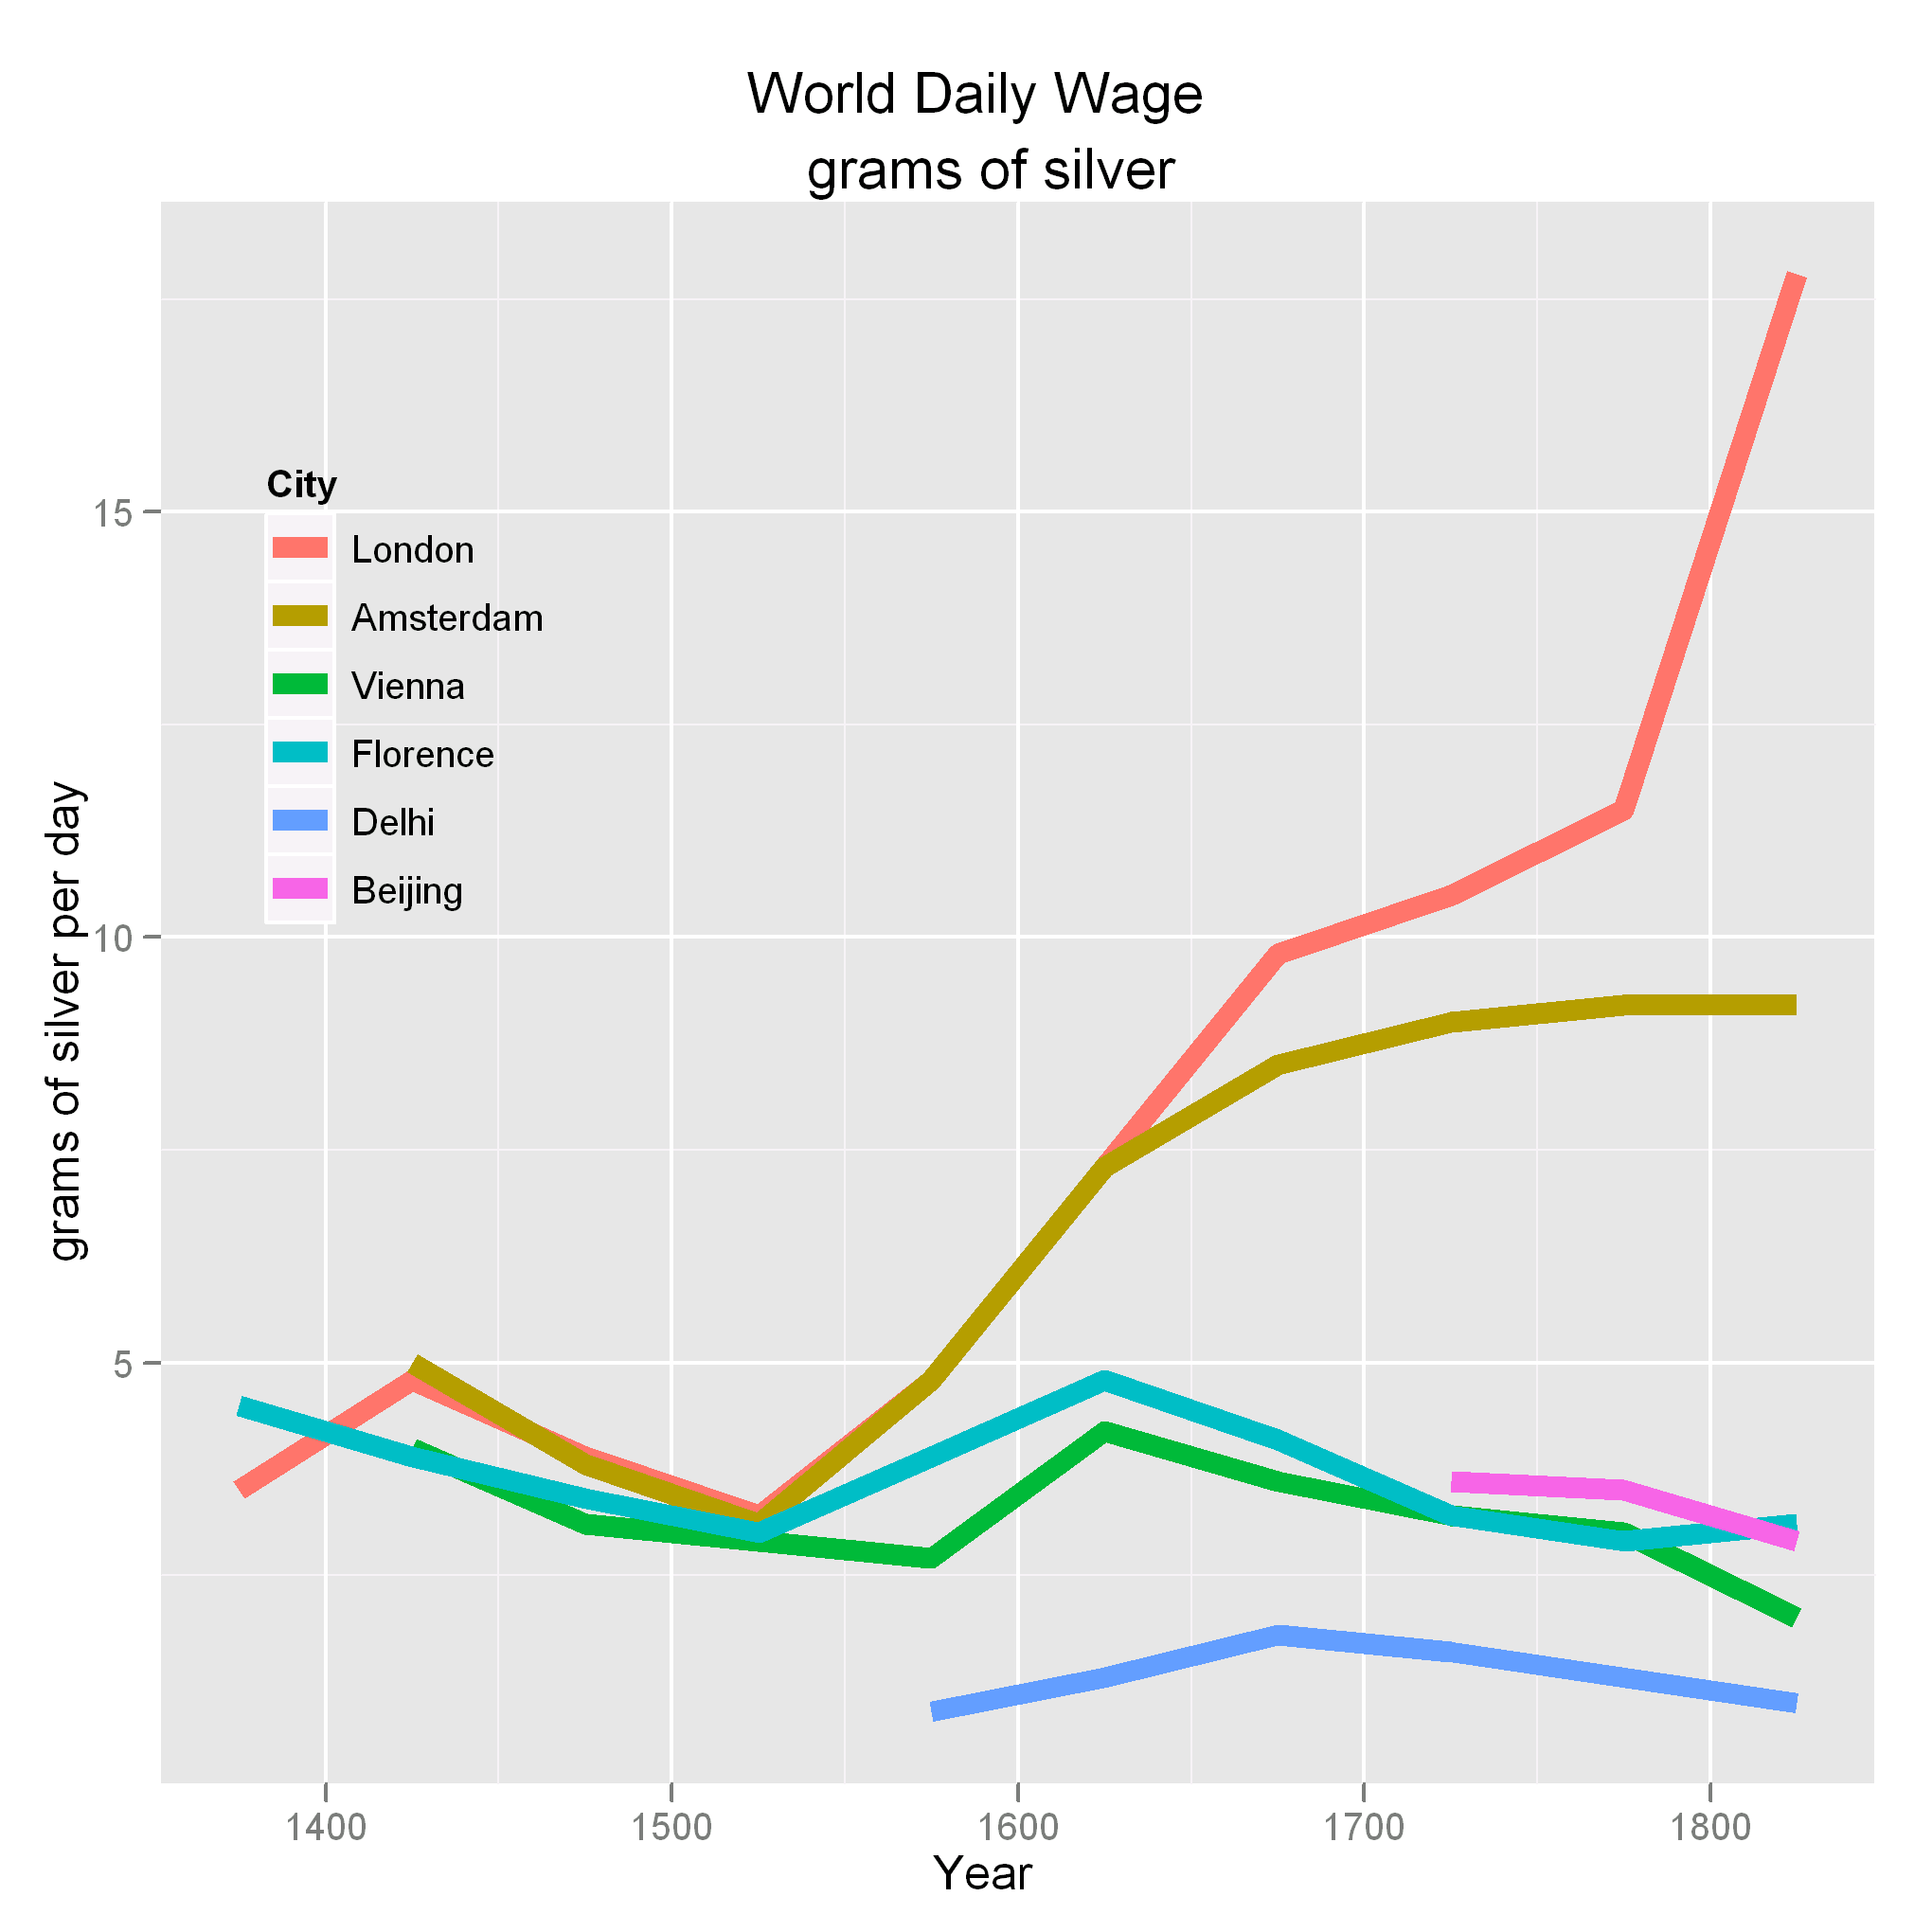 World Daily Wage
grams of silver
City
London
Amsterdam
Vienna
Florence
Delhi
Beijing
grams of silver per day
15
10
5
1400
1500
1600
1700
1800
Year